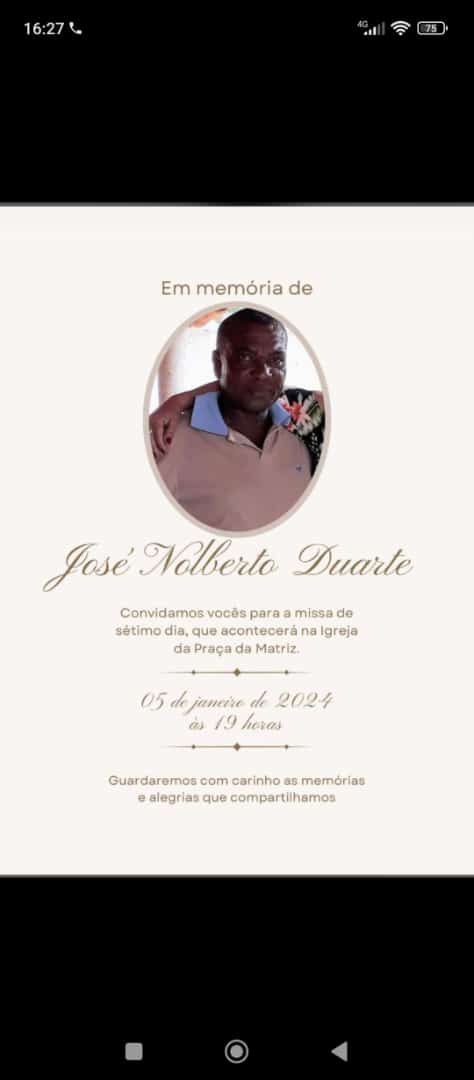 16:27
4G
75
Em memória de
José Nolberto Duarte
Convidamos vocês para a missa de
sétimo dia, que acontecerá na Igreja
da Praça da Matriz.
05 de janeiro de 2024
às 19 horas
Guardaremos com carinho as memórias
e alegrias que compartilhamos